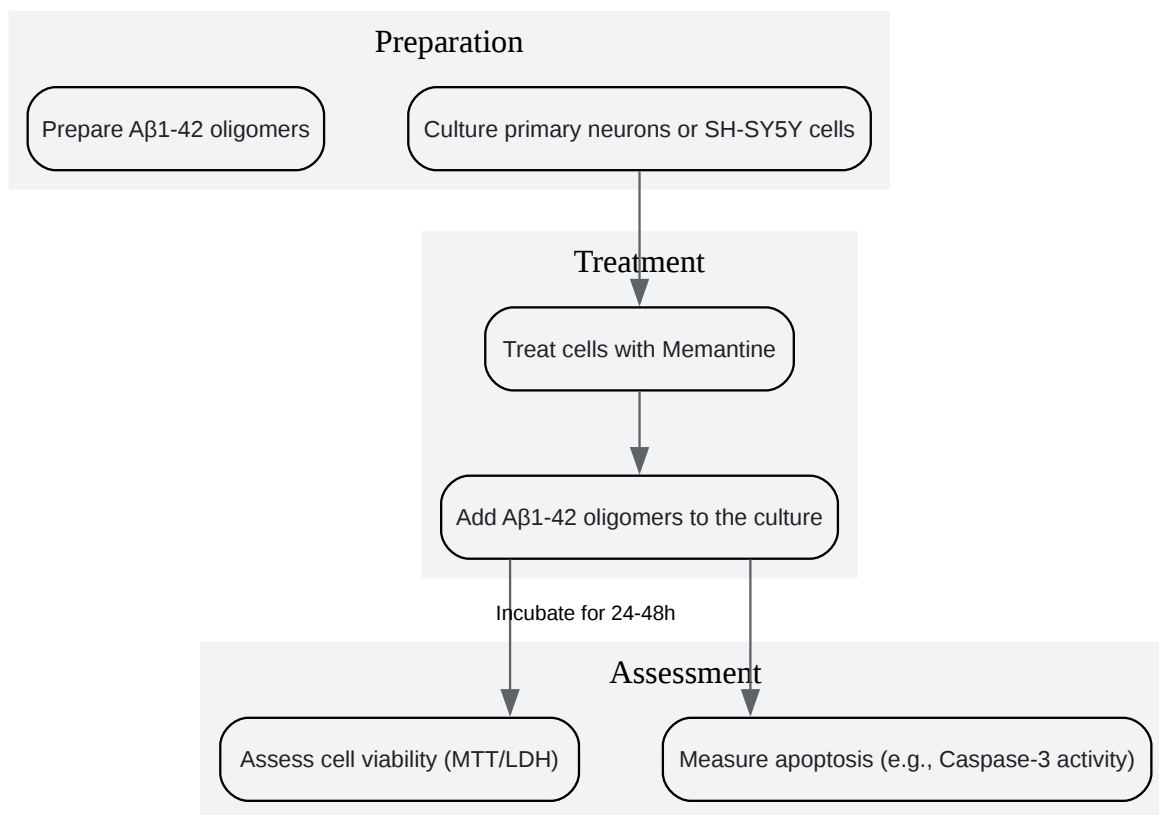 Preparation
Prepare Aβ1-42 oligomers
Culture primary neurons or SH-SY5Y cells
Treatment
Treat cells with Memantine
Add Aβ1-42 oligomers to the culture
Incubate for 24-48h
Assessment
Assess cell viability (MTT/LDH)
Measure apoptosis (e.g., Caspase-3 activity)